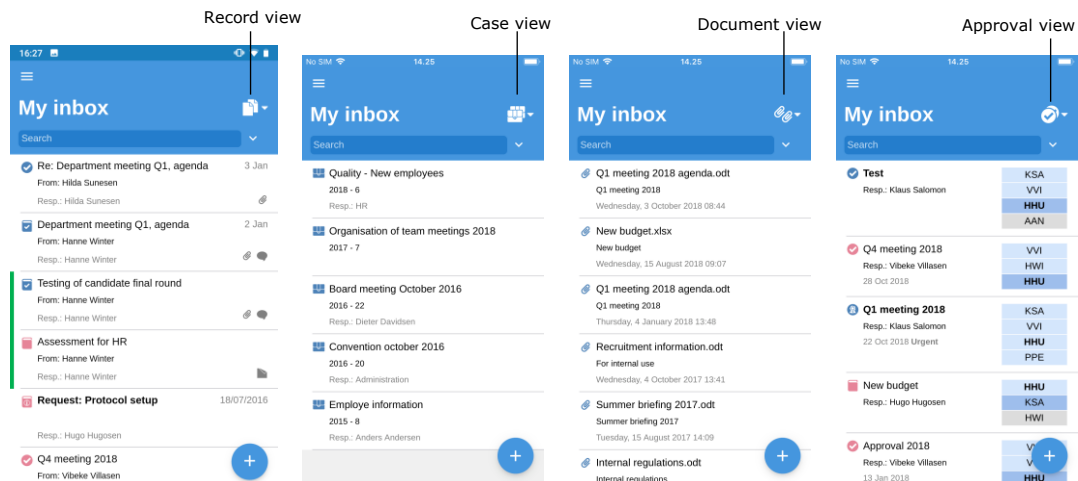 Record view
Case view
Document view
Approval view
16:27
My inbox
Search
Re: Department meeting Q1, agenda 3 Jan
From: Hilda Sunesen
Resp.: Hilda Sunesen
Department meeting Q1, agenda 2 Jan
From: Hanne Winter
Resp.: Hanne Winter
Testing of candidate final round
From: Hanne Winter
Resp.: Hanne Winter
Assessment for HR
From: Hanne Winter
Resp.: Hanne Winter
Request: Protocol setup 18/07/2016
Resp.: Hugo Hugosen
Q4 meeting 2018
From: Vibeke Villasen
+
No SIM 14.25
My inbox
Search
Quality - New employees
2018 - 6
Resp.: HR
Organisation of team meetings 2018
2017 - 7
Board meeting October 2016
2016 - 22
Resp.: Dieter Davidsen
Convention october 2016
2016 - 20
Resp.: Administration
Employe information
2015 - 8
Resp.: Anders Andersen
+
No SIM 14.25
My inbox
Search
Q1 meeting 2018 agenda.odt
Q1 meeting 2018
Wednesday, 3 October 2018 08:44
New budget.xlsx
New budget
Wednesday, 15 August 2018 09:07
Q1 meeting 2018 agenda.odt
Q1 meeting 2018
Thursday, 4 January 2018 13:48
Recruitment information.odt
For internal use
Wednesday, 4 October 2017 13:41
Summer briefing 2017.odt
Summer briefing 2017
Tuesday, 15 August 2017 14:09
Internal regulations.odt
Internal regulations
+
No SIM 14.25
My inbox
Search
Test KSA
Resp.: Klaus Salomon VVI
HHU
AAN
Q4 meeting 2018 VVI
Resp.: Vibeke Villasen HWI
28 Oct 2018 HHU
Q1 meeting 2018 KSA
Resp.: Klaus Salomon VVI
22 Oct 2018 Urgent HHU
PPE
New budget HHU
Resp.: Hugo Hugosen KSA
HWI
Approval 2018
Resp.: Vibeke Villasen
13 Jan 2018 HHU
+